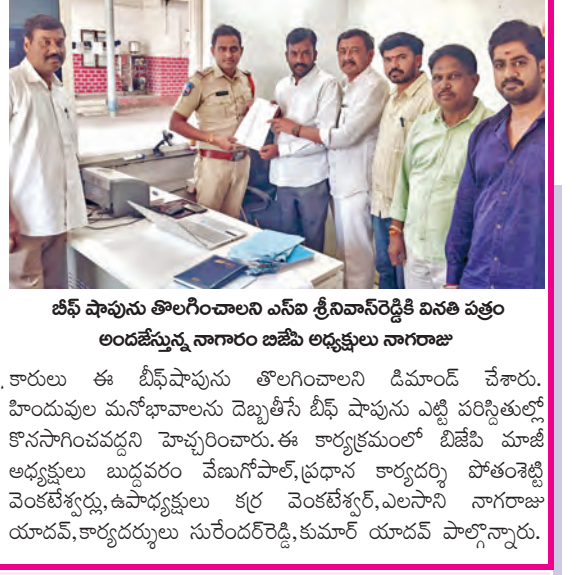 బీఫ్ షాపును తొలగించాలని ఎస్ఐ శ్రీనివాస్‌రెడ్డికి వినతి పత్రం
అందజేస్తున్న నాగారం బిజేపి అధ్యక్షులు నాగరాజు
. కారులు ఈ బీఫ్‌షాపును తొలగించాలని డిమాండ్ చేశారు.
హిందువుల మనోభావాలను దెబ్బతీసే బీఫ్ షాపును ఎట్టి పరిస్థితుల్లో
కొనసాగించవద్దని హెచ్చరించారు.ఈ కార్యక్రమంలో బిజేపి మాజీ
అధ్యక్షులు బుద్దవరం వేణుగోపాల్,ప్రధాన కార్యదర్శి పోతంశెట్టి
వెంకటేశ్వర్లు,ఉపాధ్యక్షులు కర్ర వెంకటేశ్వర్,ఎలసాని నాగరాజు
యాదవ్,కార్యదర్శులు సురేందర్‌రెడ్డి,కుమార్ యాదవ్ పాల్గొన్నారు.